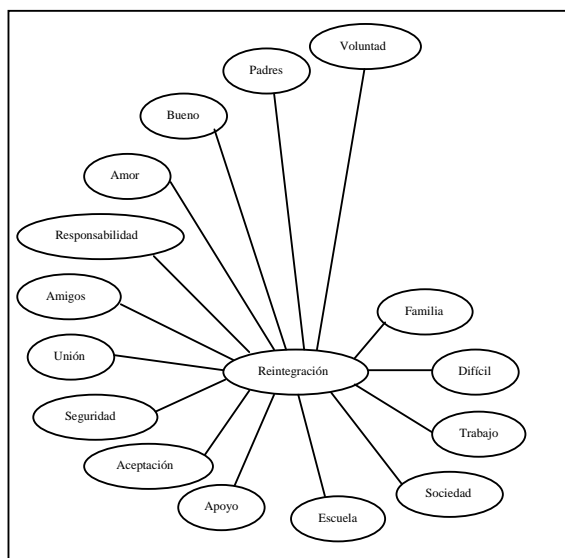 Voluntad
Padres
Bueno
Amor
Responsabilidad
Amigos
Familia
Unión
Reintegración
Difícil
Seguridad
Trabajo
Aceptación
Sociedad
Apoyo
Escuela